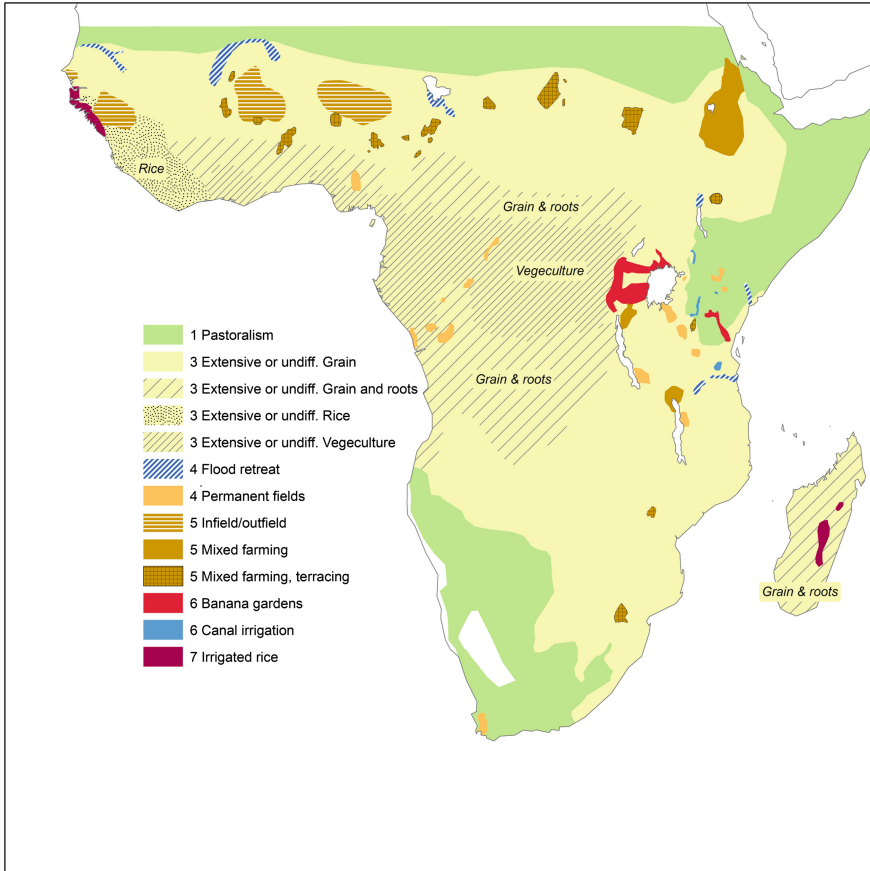 Rice
Grain & roots
Vegeculture
Grain & roots
Grain & roots
1 Pastoralism
3 Extensive or undiff. Grain
3 Extensive or undiff. Grain and roots
3 Extensive or undiff. Rice
3 Extensive or undiff. Vegeculture
4 Flood retreat
4 Permanent fields
5 Infield/outfield
5 Mixed farming
5 Mixed farming, terracing
6 Banana gardens
6 Canal irrigation
7 Irrigated rice